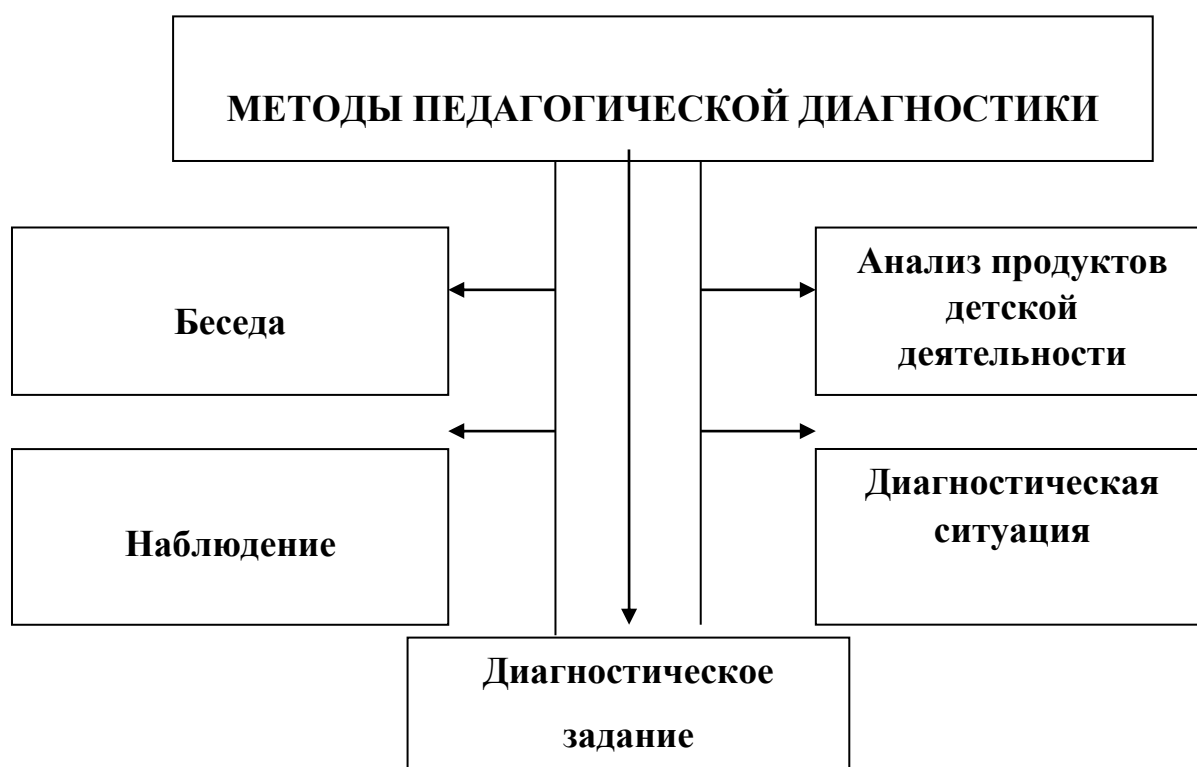 МЕТОДЫ ПЕДАГОГИЧЕСКОЙ ДИАГНОСТИКИ
Беседа
Анализ продуктов
детской
деятельности
Наблюдение
Диагностическая
ситуация
Диагностическое
задание